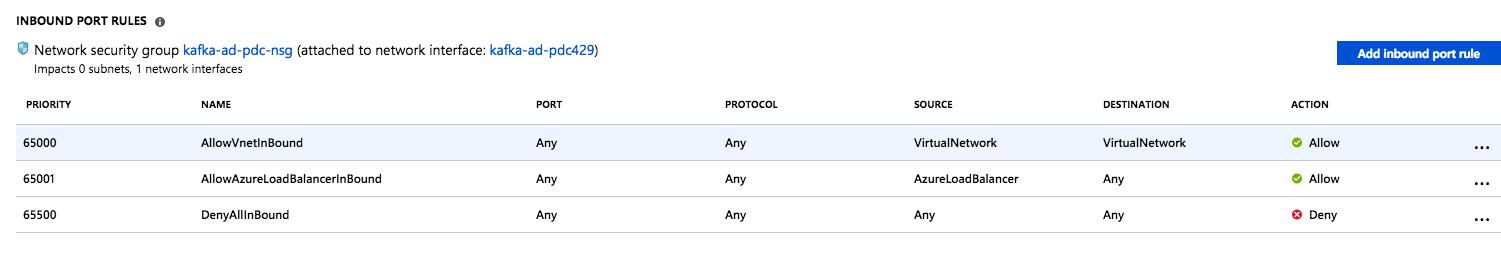 INBOUND PORT RULES
Network security group kafka-ad-pdc-nsg (attached to network interface: kafka-ad-pdc429)
Impacts 0 subnets, 1 network interfaces
Add inbound port rule
PRIORITY NAME PORT PROTOCOL SOURCE DESTINATION ACTION
65000 AllowVnetInBound Any Any VirtualNetwork VirtualNetwork Allow ...
65001 AllowAzureLoadBalancerInBound Any Any AzureLoadBalancer Any Allow ...
65500 DenyAllInBound Any Any Any Any Deny ...